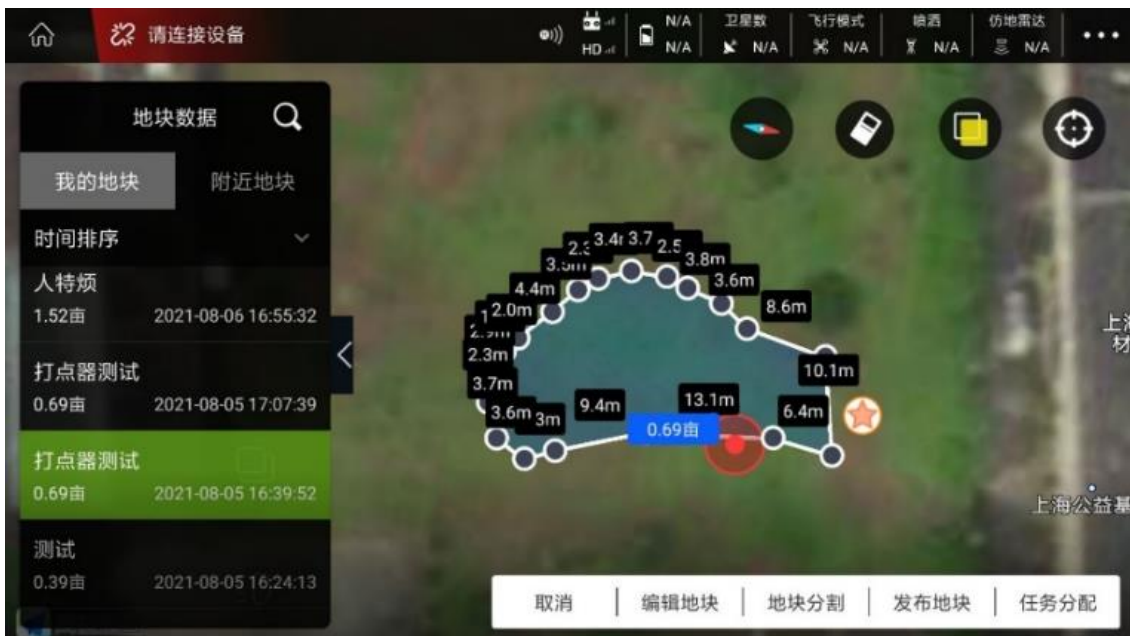 请连接设备
HD
N/A
N/A
卫星数
N/A
飞行模式
N/A
喷洒
N/A
仿地雷达
N/A
地块数据
我的地块
附近地块
时间排序
人特烦
1.52亩
2021-08-06 16:55:32
打点器测试
0.69亩
2021-08-05 17:07:39
打点器测试
0.69亩
2021-08-05 16:39:52
测试
0.39亩
2021-08-05 16:24:13
3.7
2.5
3.8m
3.6m
8.6m
4.4m
2.0m
2.3m
3.7m
3.6m
3m
9.4m
13.1m
10.1m
6.4m
0.69亩
上海公益基
取消
编辑地块
地块分割
发布地块
任务分配